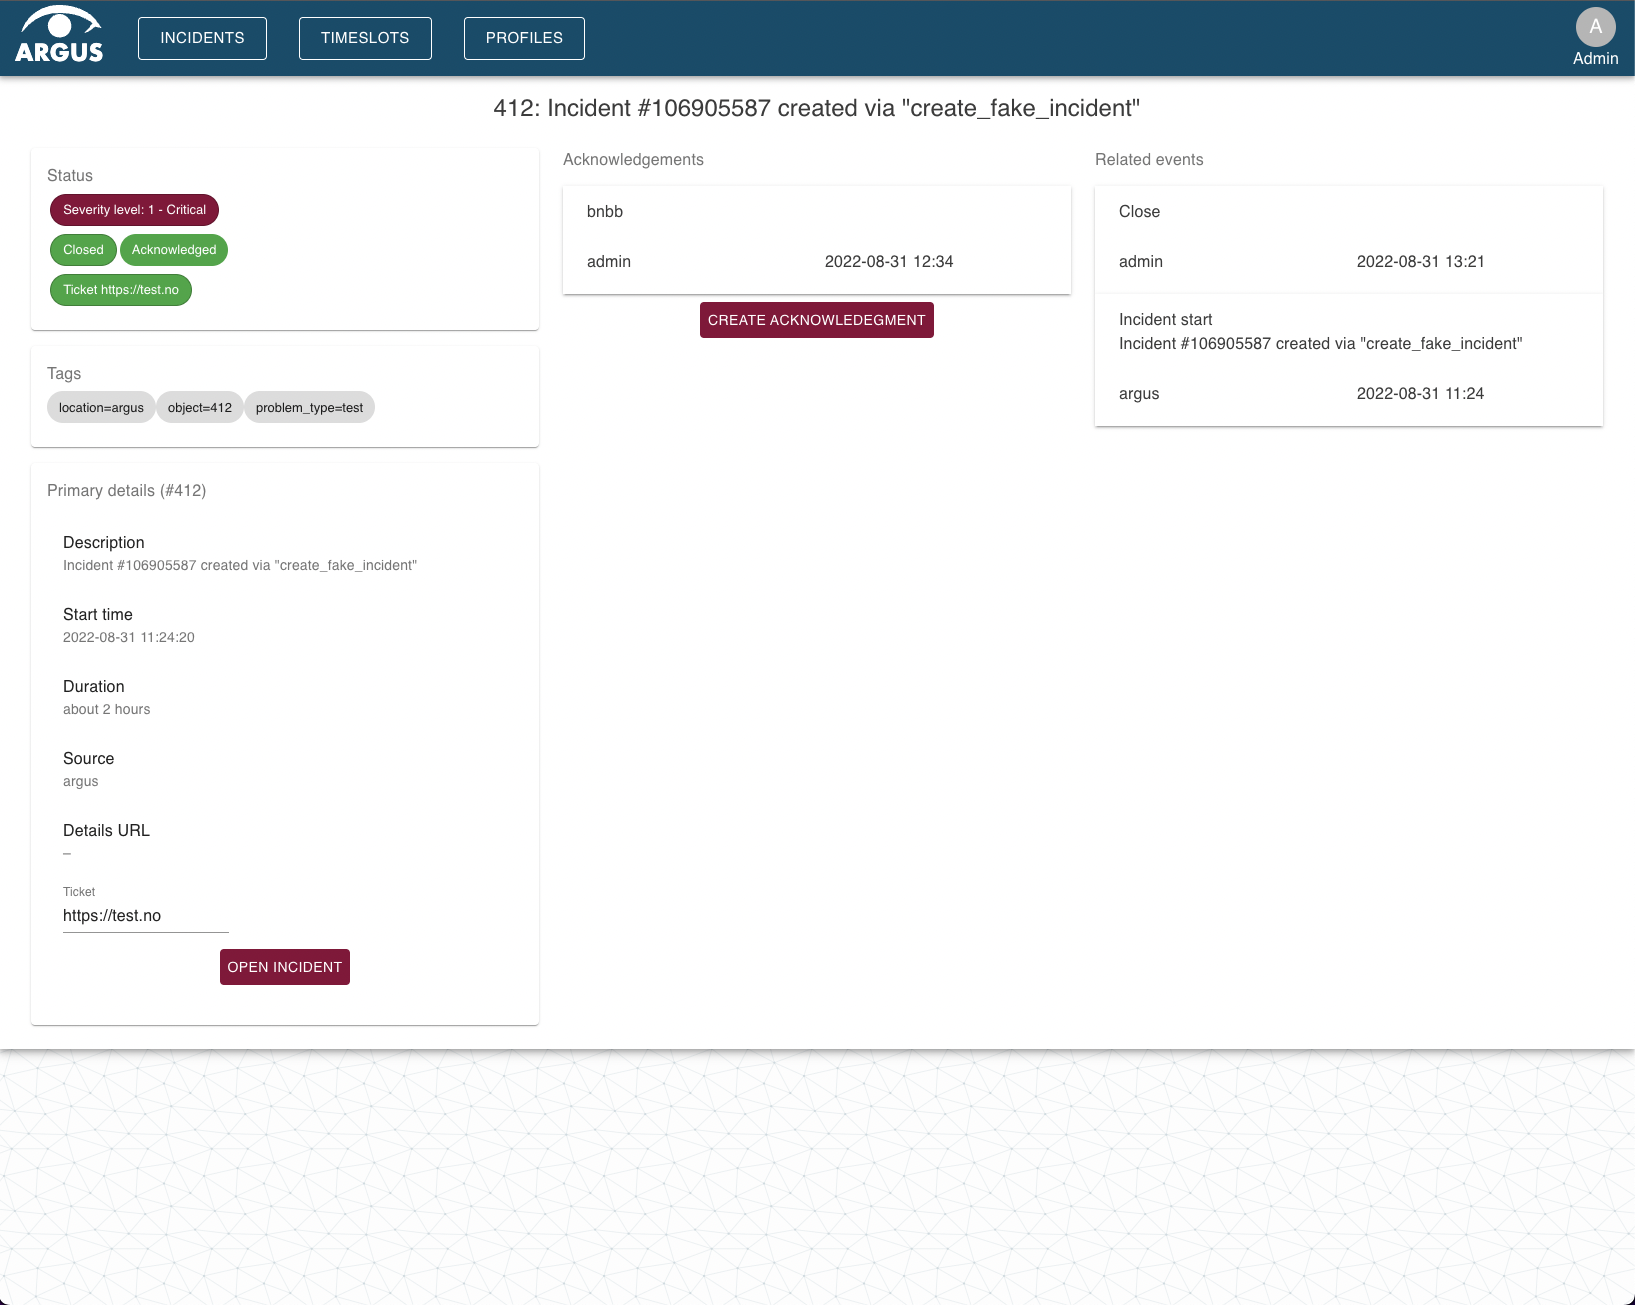 ARGUS
INCIDENTS
TIMESLOTS
PROFILES
A
Admin
412: Incident #106905587 created via "create_fake_incident"
Status
Severity level: 1 - Critical
Closed
Acknowledged
Ticket https://test.no
Tags
location=argus
object=412
problem_type=test
Primary details (#412)
Description
Incident #106905587 created via "create_fake_incident"
Start time
2022-08-31 11:24:20
Duration
about 2 hours
Source
argus
Details URL
–
Ticket
https://test.no
OPEN INCIDENT
Acknowledgements
bnbb
admin 2022-08-31 12:34
CREATE ACKNOWLEDEGMENT
Related events
Close
admin 2022-08-31 13:21
Incident start
Incident #106905587 created via "create_fake_incident"
argus 2022-08-31 11:24